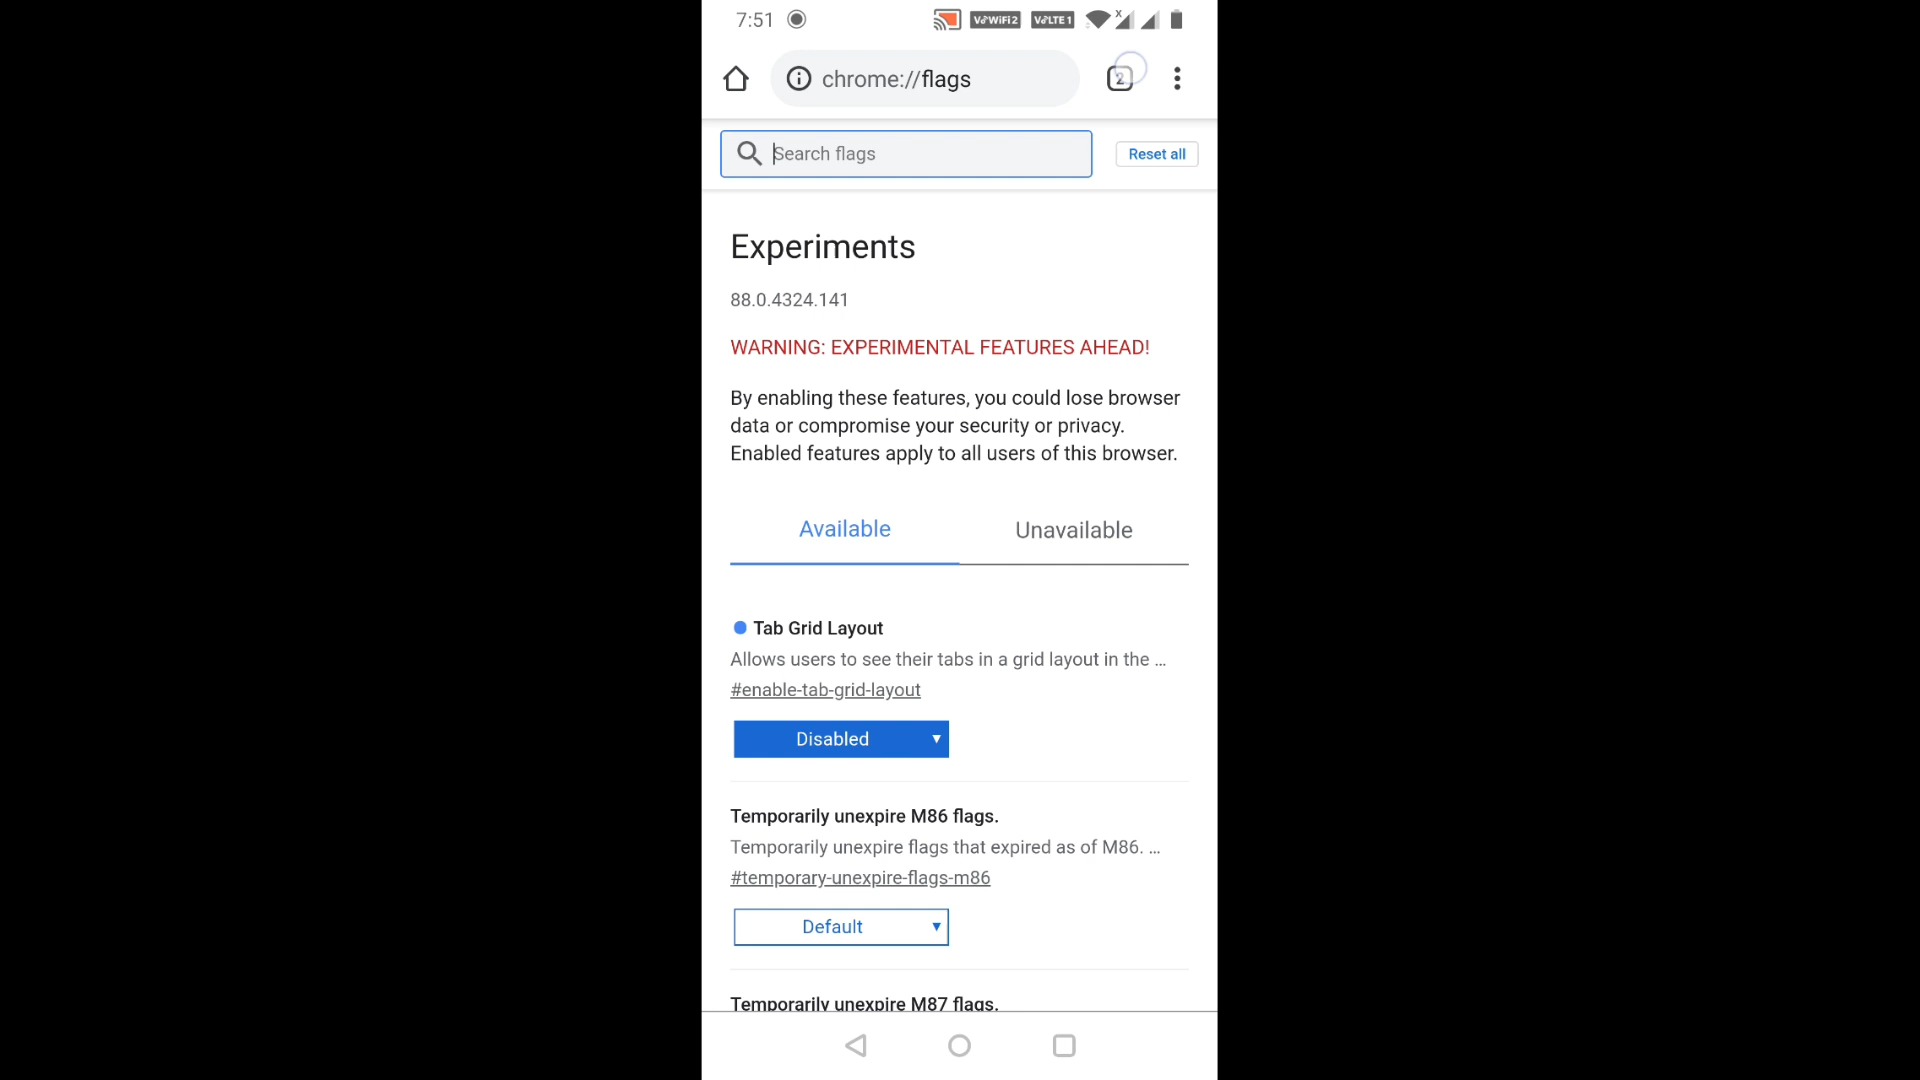 7:51 VoWiFi2 VoLTE1 x
chrome://flags 2
Search flags Reset all
Experiments
88.0.4324.141
WARNING: EXPERIMENTAL FEATURES AHEAD!
By enabling these features, you could lose browser
data or compromise your security or privacy.
Enabled features apply to all users of this browser.
Available Unavailable
Tab Grid Layout
Allows users to see their tabs in a grid layout in the ...
#enable-tab-grid-layout
Disabled
Temporarily unexpire M86 flags.
Temporarily unexpire flags that expired as of M86. ...
#temporary-unexpire-flags-m86
Default
Temporarily unexpire M87 flags.